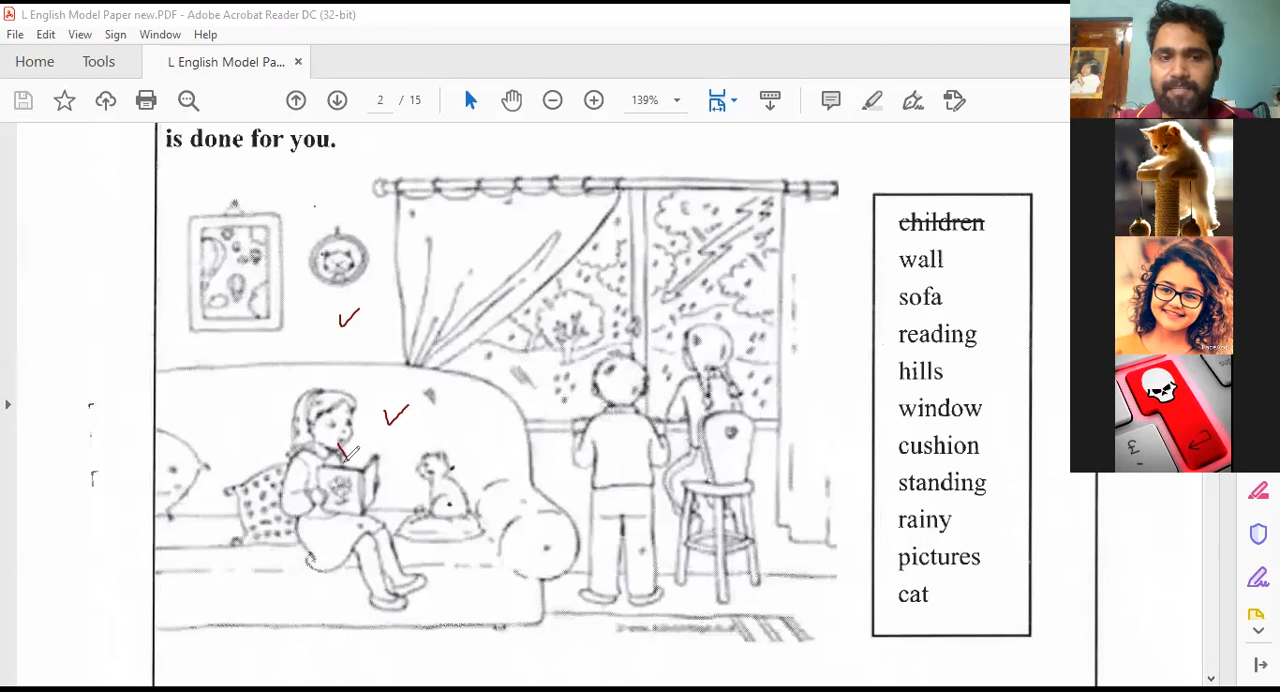 L English Model Paper new.PDF - Adobe Acrobat Reader DC (32-bit)
File Edit View Sign Window Help
Home Tools L English Model Pa... ×
2 / 15 139%
is done for you.
children
wall
sofa
reading
hills
window
cushion
standing
rainy
pictures
cat
£